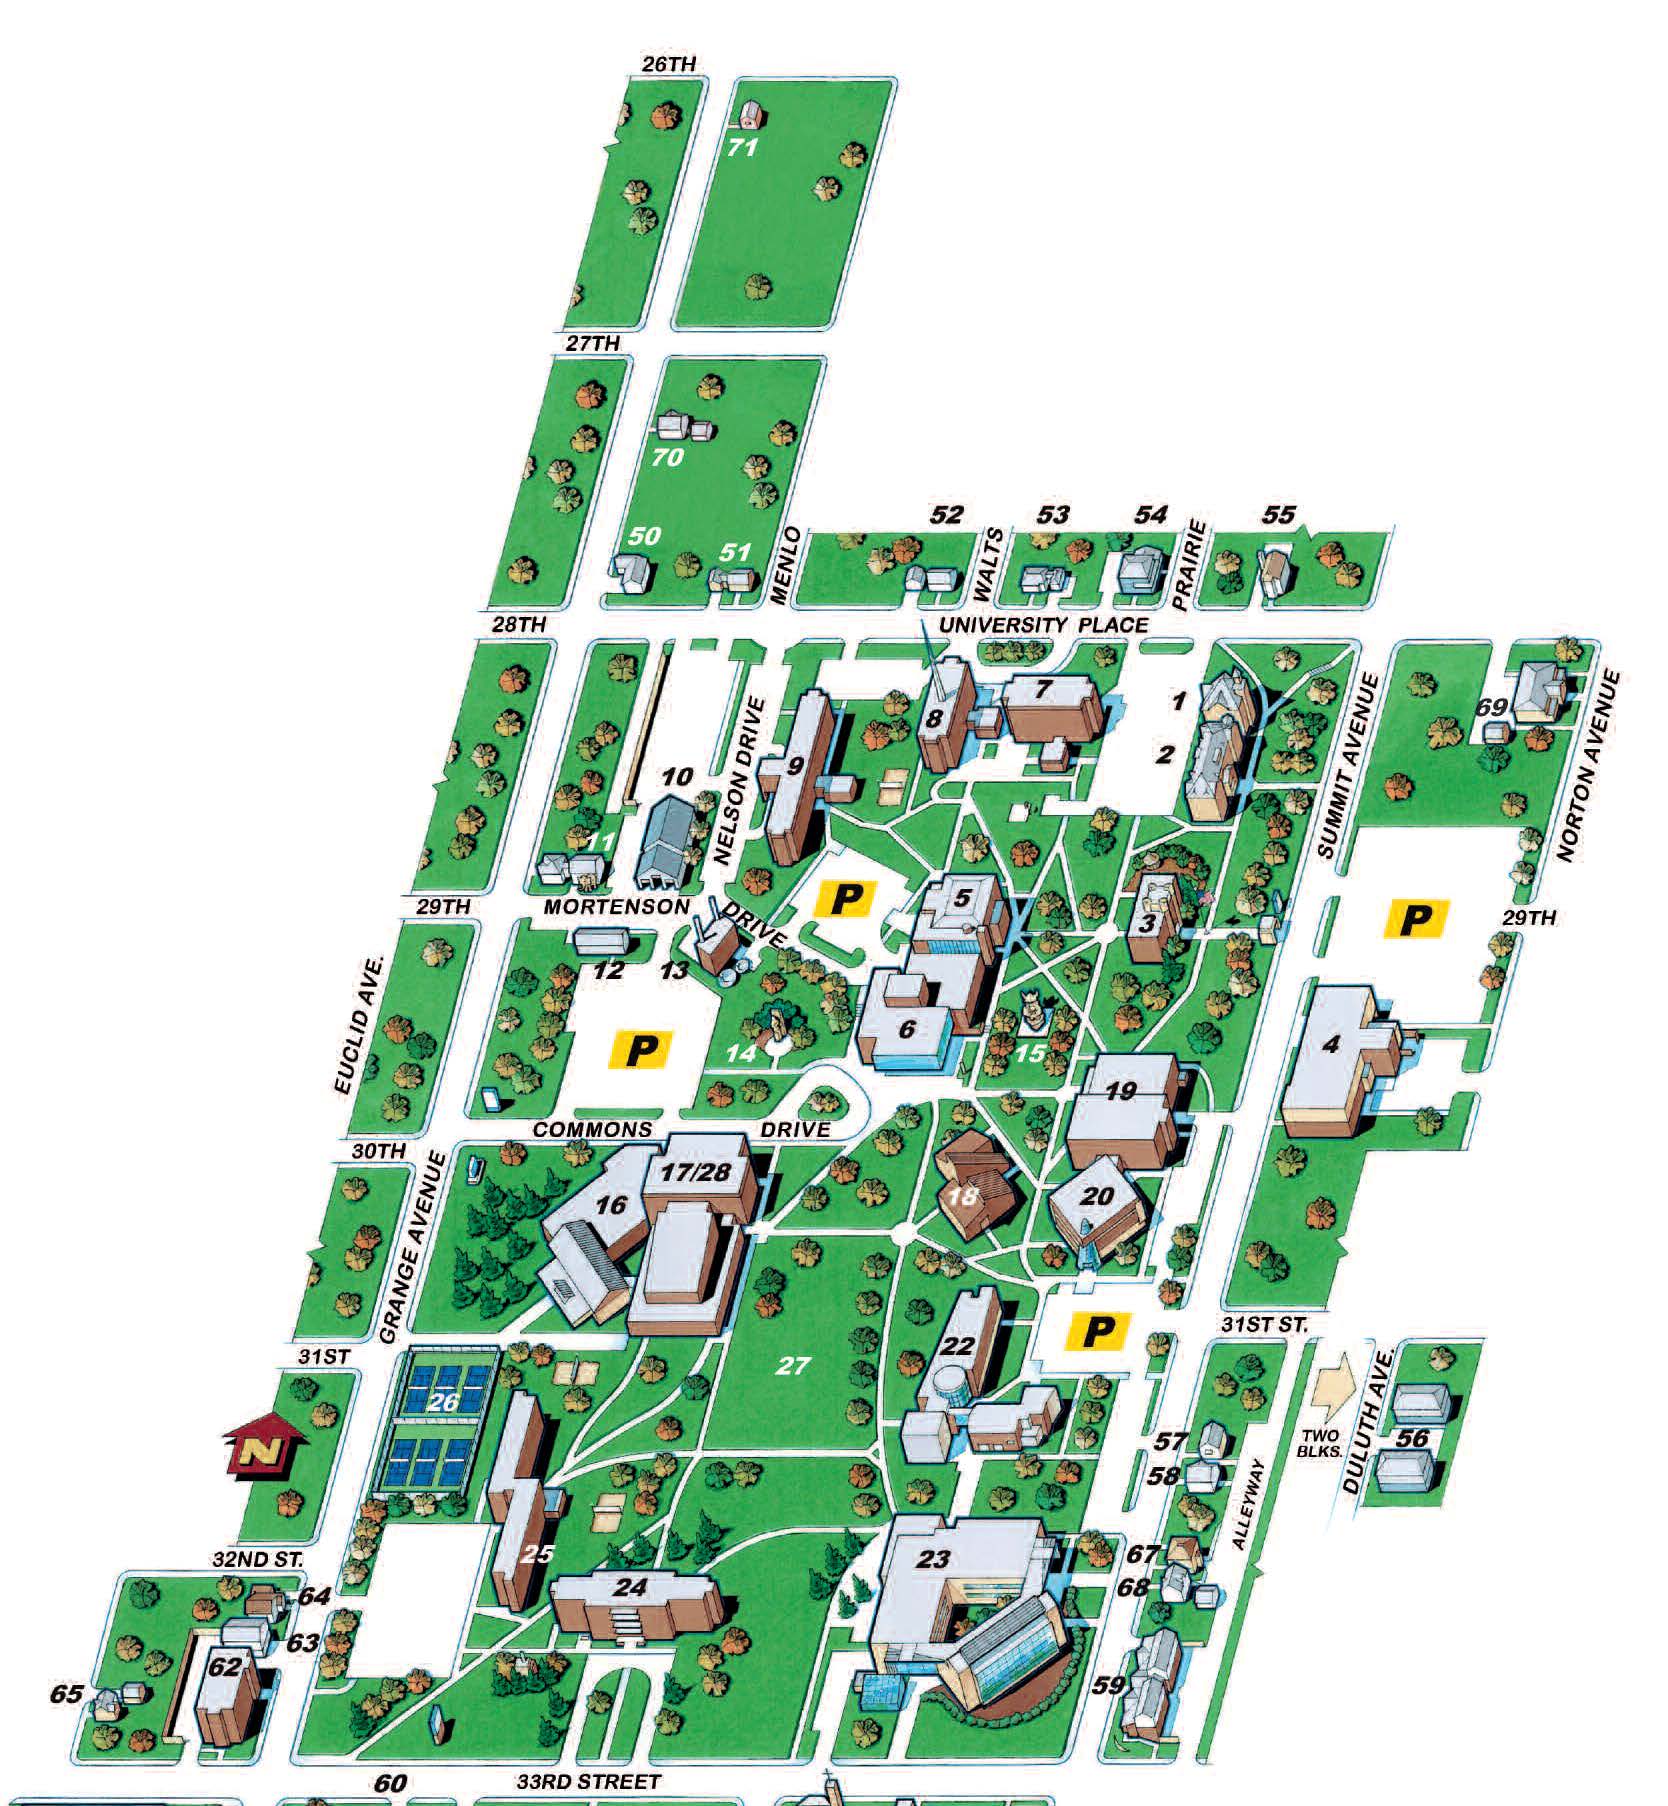 26TH
71
27TH
70
50
51
MENLO
52
WALTS
53
54
PRAIRIE
55
28TH
UNIVERSITY PLACE
7
8
1
2
SUMMIT AVENUE
69
NORTON AVENUE
9
10
NELSON DRIVE
11
29TH
MORTENSON
DRIVE
P
5
3
P
29TH
12
13
EUCLID AVE.
P
14
6
15
4
19
COMMONS
DRIVE
30TH
GRANGE AVENUE
16
17/28
18
20
31ST
26
27
22
P
31ST ST.
N
TWO
BLKS.
DULUTH AVE.
56
57
58
ALLEYWAY
32ND ST.
25
24
23
67
68
64
63
62
65
59
60
33RD STREET